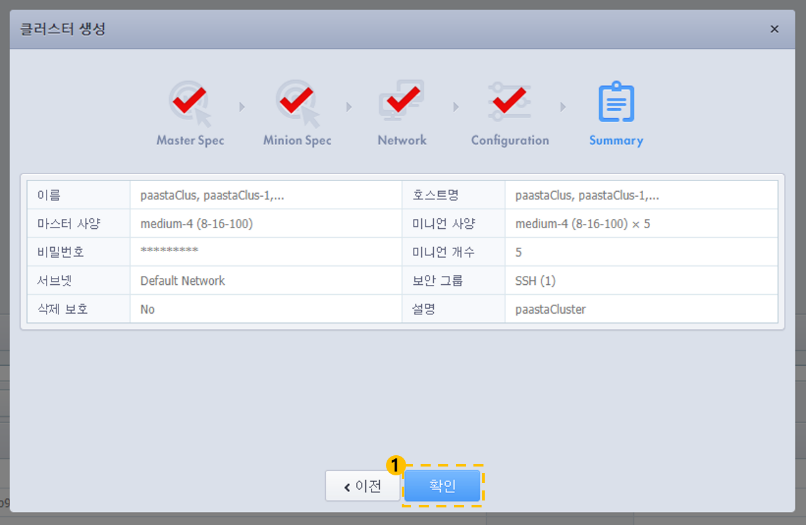 클러스터 생성
×
Master Spec
Minion Spec
Network
Configuration
Summary
이름 paastaClus, paastaClus-1,... 호스트명 paastaClus, paastaClus-1,...
마스터 사양 medium-4 (8-16-100) 미니언 사양 medium-4 (8-16-100) × 5
비밀번호 ********* 미니언 개수 5
서브넷 Default Network 보안 그룹 SSH (1)
삭제 보호 No 설명 paastaCluster
1
이전
확인